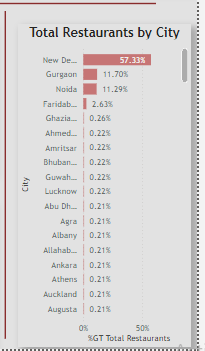 Total Restaurants by City
New De... 57.33%
Gurgaon 11.70%
Noida 11.29%
Faridab... 2.63%
Ghazia... 0.26%
Ahmed... 0.22%
Amritsar 0.22%
Bhuban... 0.22%
Guwah... 0.22%
Lucknow 0.22%
Abu Dh... 0.21%
Agra 0.21%
Albany 0.21%
Allahab... 0.21%
Ankara 0.21%
Athens 0.21%
Auckland 0.21%
Augusta 0.21%
City
0% 50%
%GT Total Restaurants